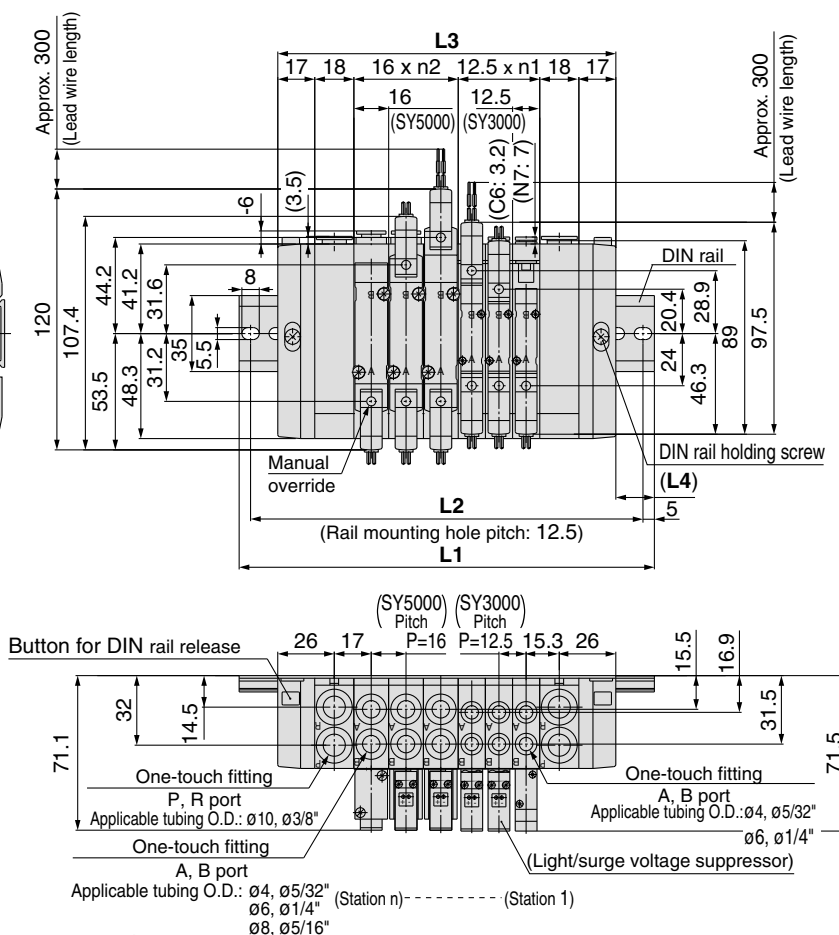 L3
17
18
16 x n2
12.5 x n1
18
17
16
(SY5000)
12.5
(SY3000)
Approx. 300
(Lead wire length)
Approx. 300
(Lead wire length)
-6
(3.5)
(C6: 3.2)
(N7: 7)
120
107.4
44.2
41.2
31.6
8
53.5
48.3
31.2
35
5.5
B
B
B
B
A
A
A
A
DIN rail
28.9
20.4
24
46.3
89
97.5
Manual
override
DIN rail holding screw
(L4)
L2
5
(Rail mounting hole pitch: 12.5)
L1
(SY5000)
Pitch
P=16
(SY3000)
Pitch
P=12.5
Button for DIN rail release
26
17
15.3
26
15.5
16.9
71.1
32
14.5
31.5
71.5
One-touch fitting
P, R port
Applicable tubing O.D.: ø10, ø3/8"
One-touch fitting
A, B port
Applicable tubing O.D.:ø4, ø5/32"
ø6, ø1/4"
One-touch fitting
A, B port
Applicable tubing O.D.: ø4, ø5/32"
ø6, ø1/4"
ø8, ø5/16"
(Light/surge voltage suppressor)
(Station n)
(Station 1)